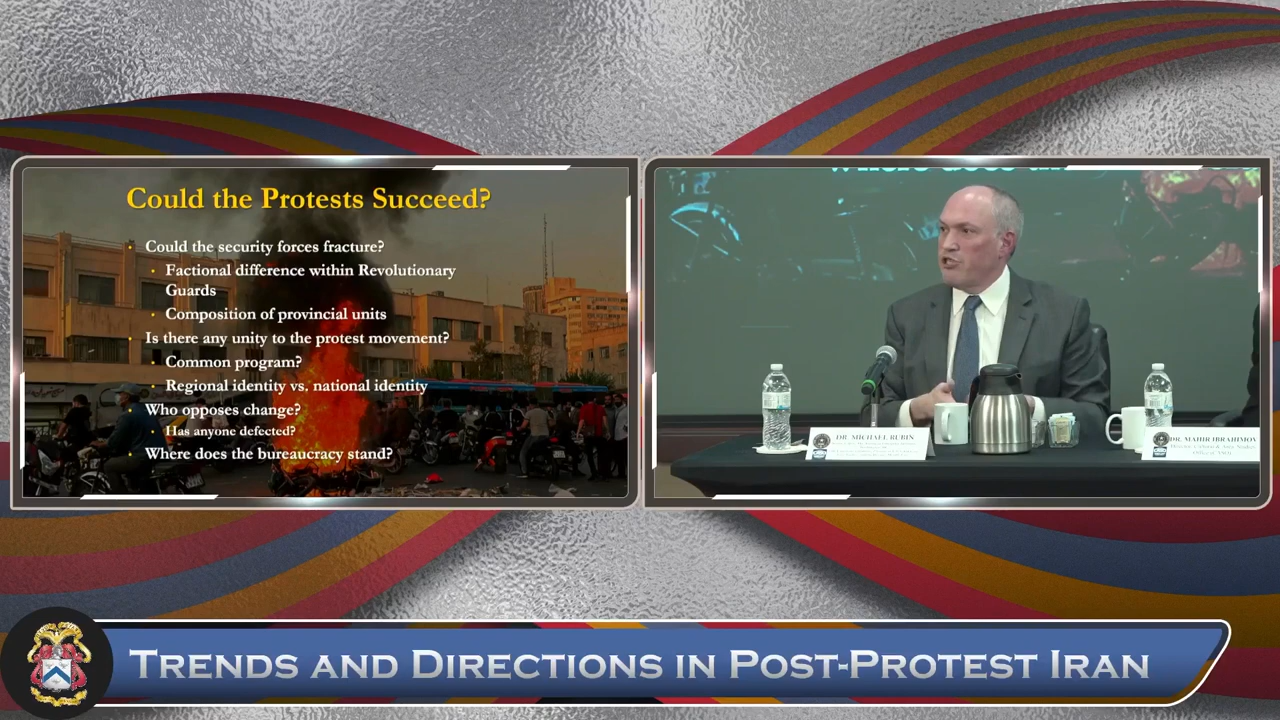 Could the Protests Succeed?
Could the security forces fracture?
Factional difference within Revolutionary
Guards
Composition of provincial units
Is there any unity to the protest movement?
Common program?
Regional identity vs. national identity
Who opposes change?
Has anyone defected?
Where does the bureaucracy stand?
DR. MICHAEL RUBIN
DR. MAHIR IBRAHIMOV
TRENDS AND DIRECTIONS IN POST-PROTEST IRAN